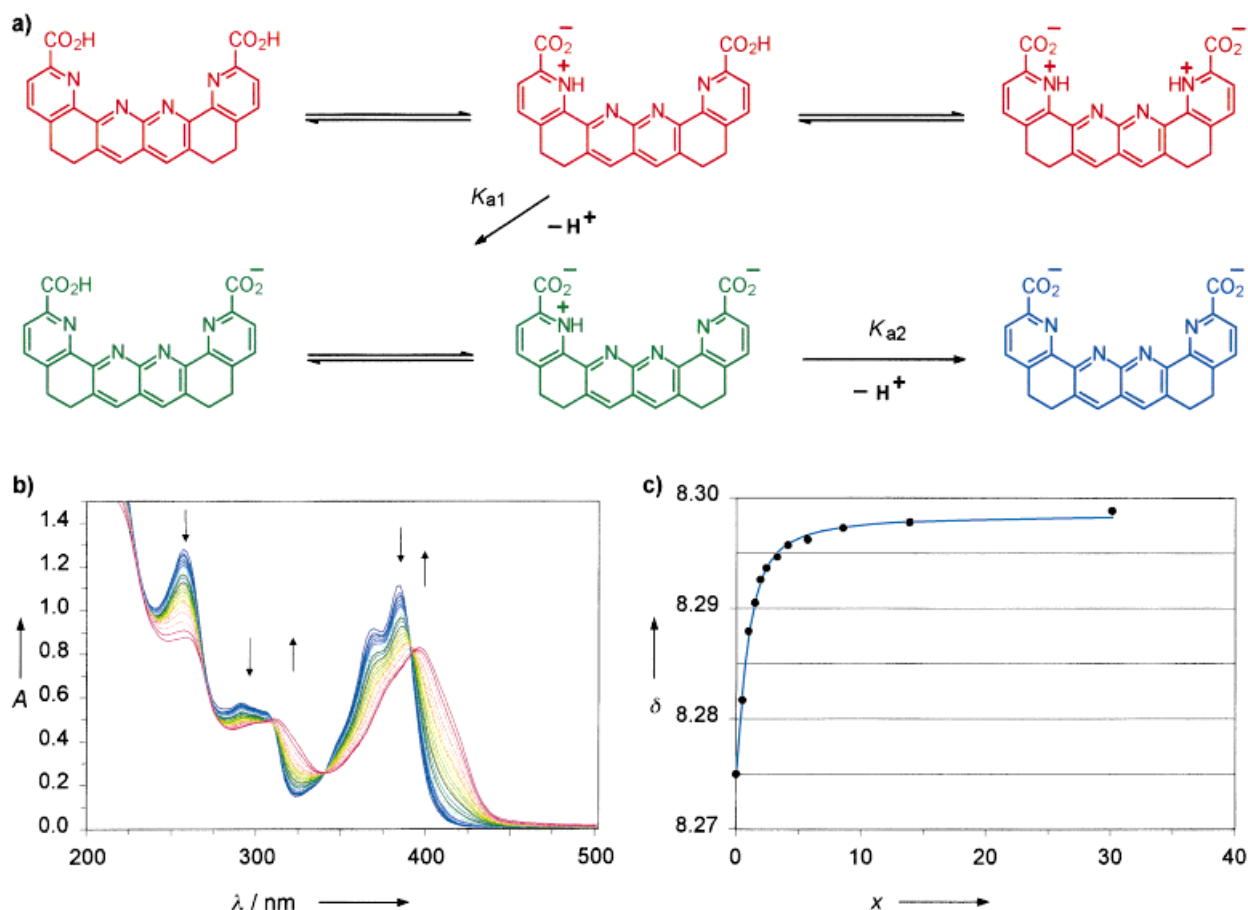 a)
CO2H CO2H CO2− CO2H CO2− CO2−
N N N N
+ NH N N N
+ NH N N HN +
Ka1
− H+
CO2H CO2− CO2− CO2− CO2− CO2−
N N N N
+ NH N N N
Ka2
− H+
N N N N
b)
1.4
1.2
1.0
0.8
A
0.6
0.4
0.2
0.0
200 300 400 500
λ / nm
c)
8.30
8.29
δ
8.28
8.27
0 10 20 30 40
x